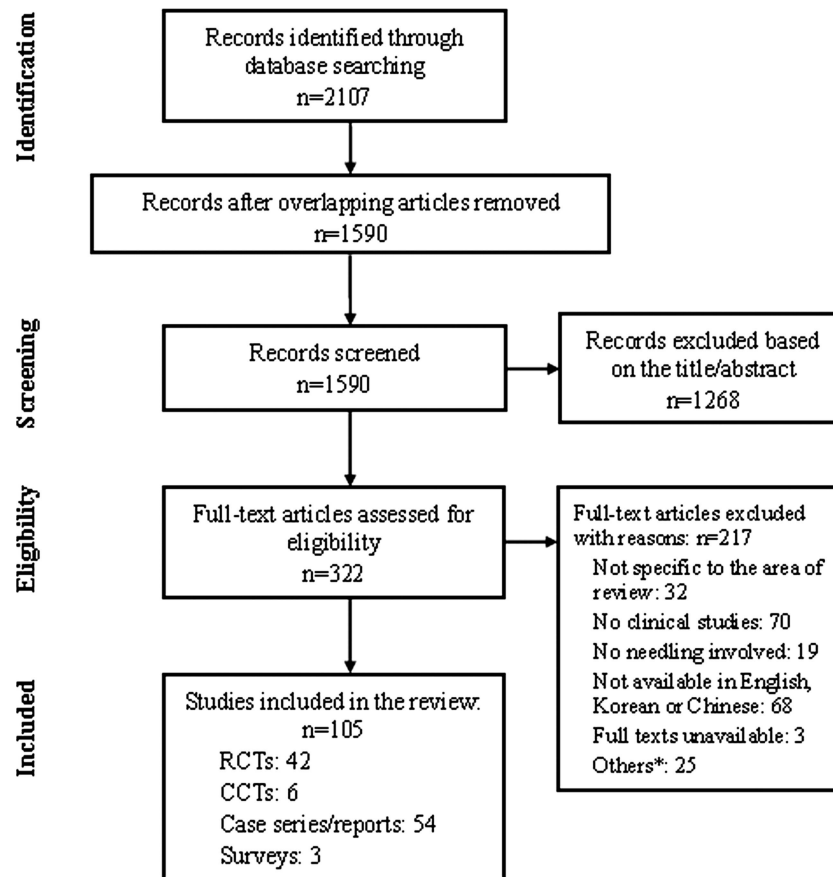 Identification
Records identified through
database searching
n=2107
Records after overlapping articles removed
n=1590
Screening
Records screened
n=1590
Records excluded based
on the title/abstract
n=1268
Eligibility
Full-text articles assessed for
eligibility
n=322
Full-text articles excluded
with reasons: n=217
Not specific to the area of
review: 32
No clinical studies: 70
No needling involved: 19
Not available in English,
Korean or Chinese: 68
Full texts unavailable: 3
Others*: 25
Included
Studies included in the review:
n=105
RCTs: 42
CCTs: 6
Case series/reports: 54
Surveys: 3